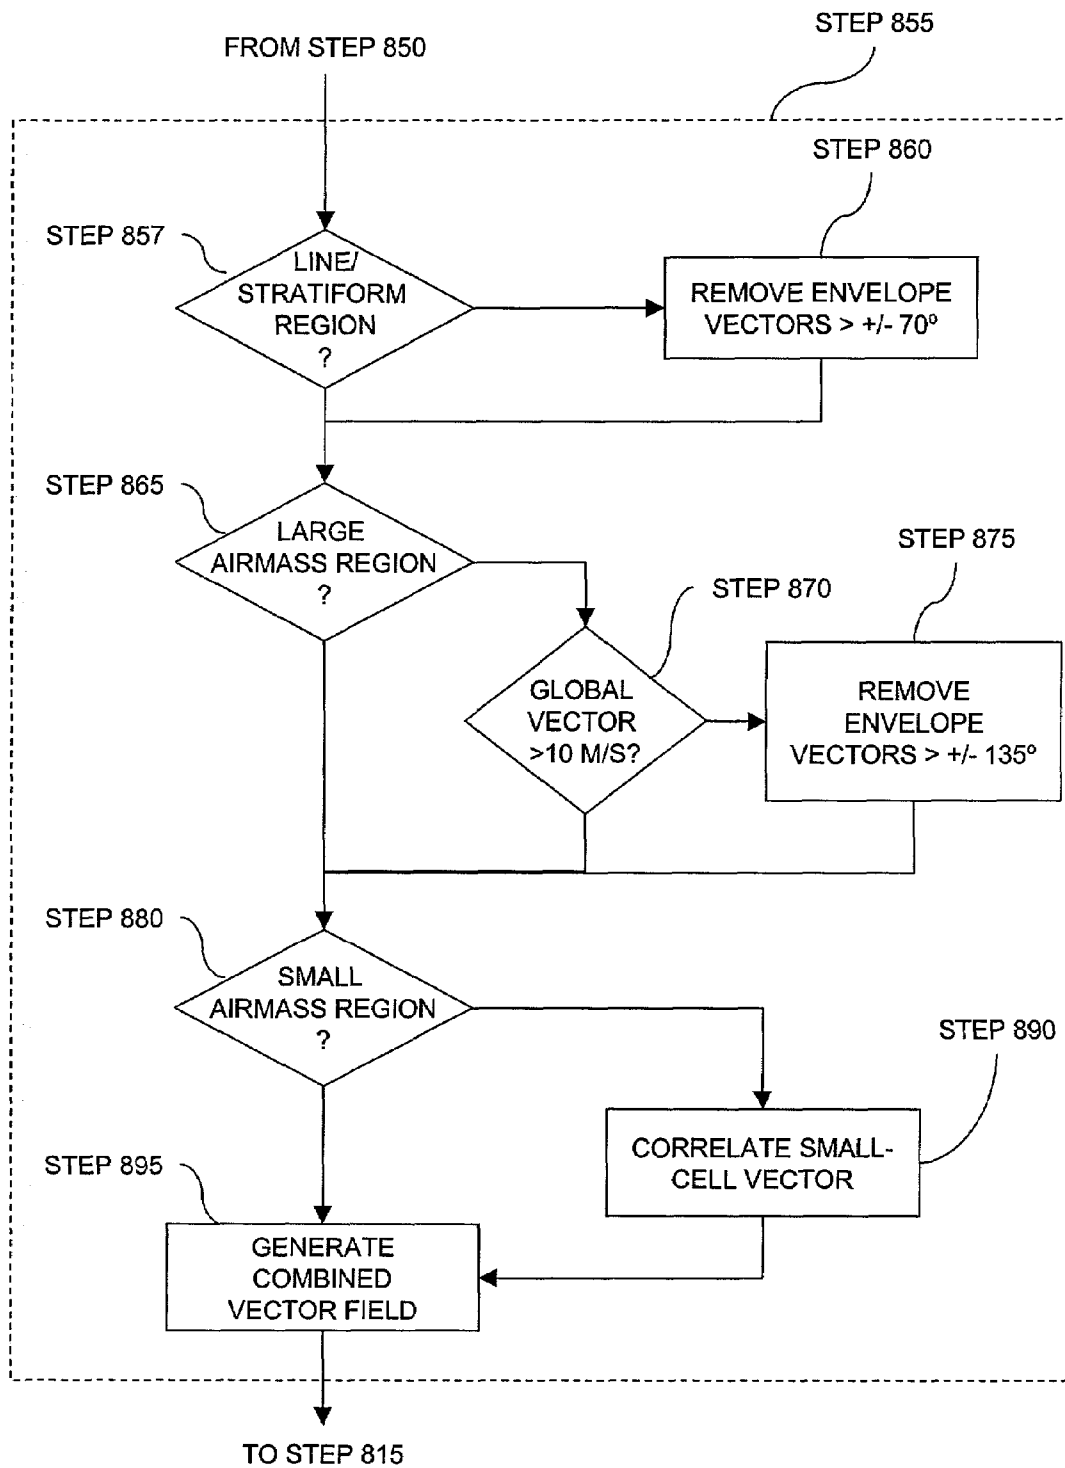 STEP 855
FROM STEP 850
STEP 860
STEP 857
LINE/
STRATIFORM
REGION
?
REMOVE ENVELOPE
VECTORS > +/- 70º
STEP 865
LARGE
AIRMASS REGION
?
STEP 875
STEP 870
GLOBAL
VECTOR
>10 M/S?
REMOVE
ENVELOPE
VECTORS > +/- 135º
STEP 880
SMALL
AIRMASS REGION
?
STEP 890
CORRELATE SMALL-
CELL VECTOR
STEP 895
GENERATE
COMBINED
VECTOR FIELD
TO STEP 815